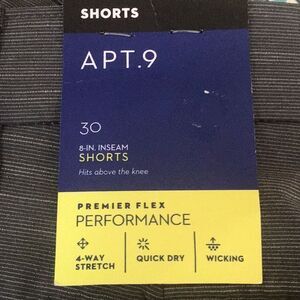 SHORTS
APT.9
30
8-IN. INSEAM
SHORTS
Hits above the knee
PREMIER FLEX
PERFORMANCE
4-WAY STRETCH
QUICK DRY
WICKING